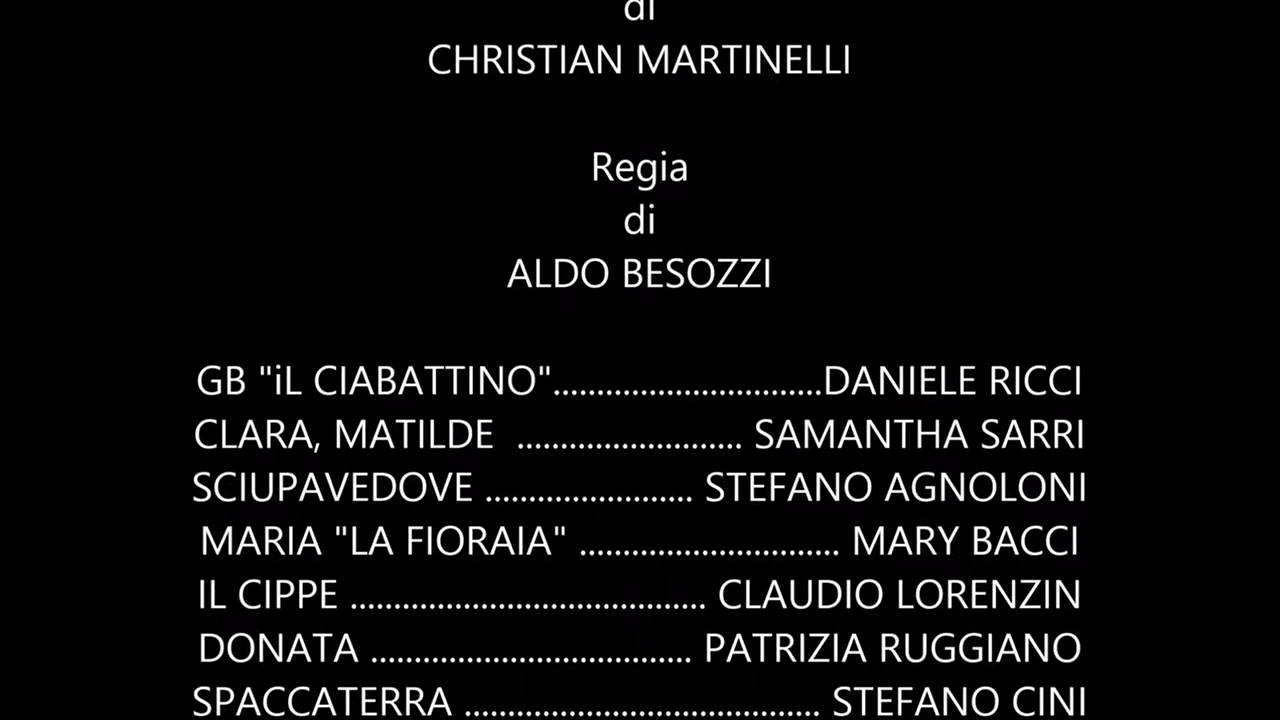 di
CHRISTIAN MARTINELLI
Regia
di
ALDO BESOZZI
GB "iL CIABATTINO"...............................DANIELE RICCI
CLARA, MATILDE .......................... SAMANTHA SARRI
SCIUPAVEDOVE ........................ STEFANO AGNOLONI
MARIA "LA FIORAIA" .............................. MARY BACCI
IL CIPPE ......................................... CLAUDIO LORENZIN
DONATA ..................................... PATRIZIA RUGGIANO
SPACCATERRA ......................................... STEFANO CINI